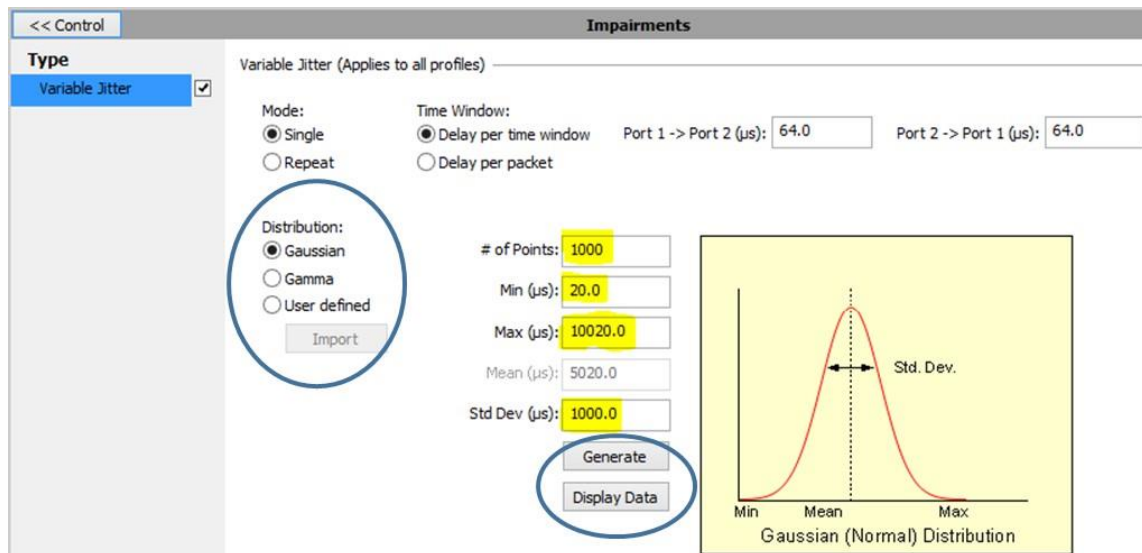 << Control
Impairments
Type
Variable Jitter
Variable Jitter (Applies to all profiles)
Mode:
Single
Repeat
Time Window:
Delay per time window
Delay per packet
Port 1 -> Port 2 (µs): 64.0
Port 2 -> Port 1 (µs): 64.0
Distribution:
Gaussian
Gamma
User defined
Import
# of Points: 1000
Min (µs): 20.0
Max (µs): 10020.0
Mean (µs): 5020.0
Std Dev (µs): 1000.0
Generate
Display Data
Std. Dev.
Min Mean Max
Gaussian (Normal) Distribution